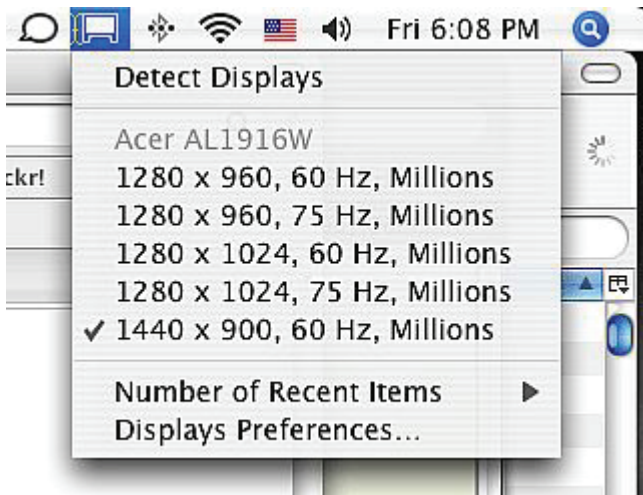 Fri 6:08 PM
Detect Displays
Acer AL1916W
ckr!
1280 x 960, 60 Hz, Millions
1280 x 960, 75 Hz, Millions
1280 x 1024, 60 Hz, Millions
1280 x 1024, 75 Hz, Millions
1440 x 900, 60 Hz, Millions
Number of Recent Items
Displays Preferences...